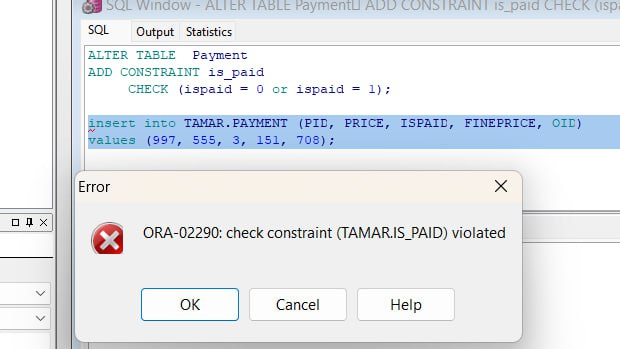 SQL Window - ALTER TABLE Payment▯ ADD CONSTRAINT is_paid CHECK (ispa
SQL Output Statistics
ALTER TABLE Payment
ADD CONSTRAINT is_paid
CHECK (ispaid = 0 or ispaid = 1);
insert into TAMAR.PAYMENT (PID, PRICE, ISPAID, FINEPRICE, OID)
values (997, 555, 3, 151, 708);
Error
ORA-02290: check constraint (TAMAR.IS_PAID) violated
OK Cancel Help